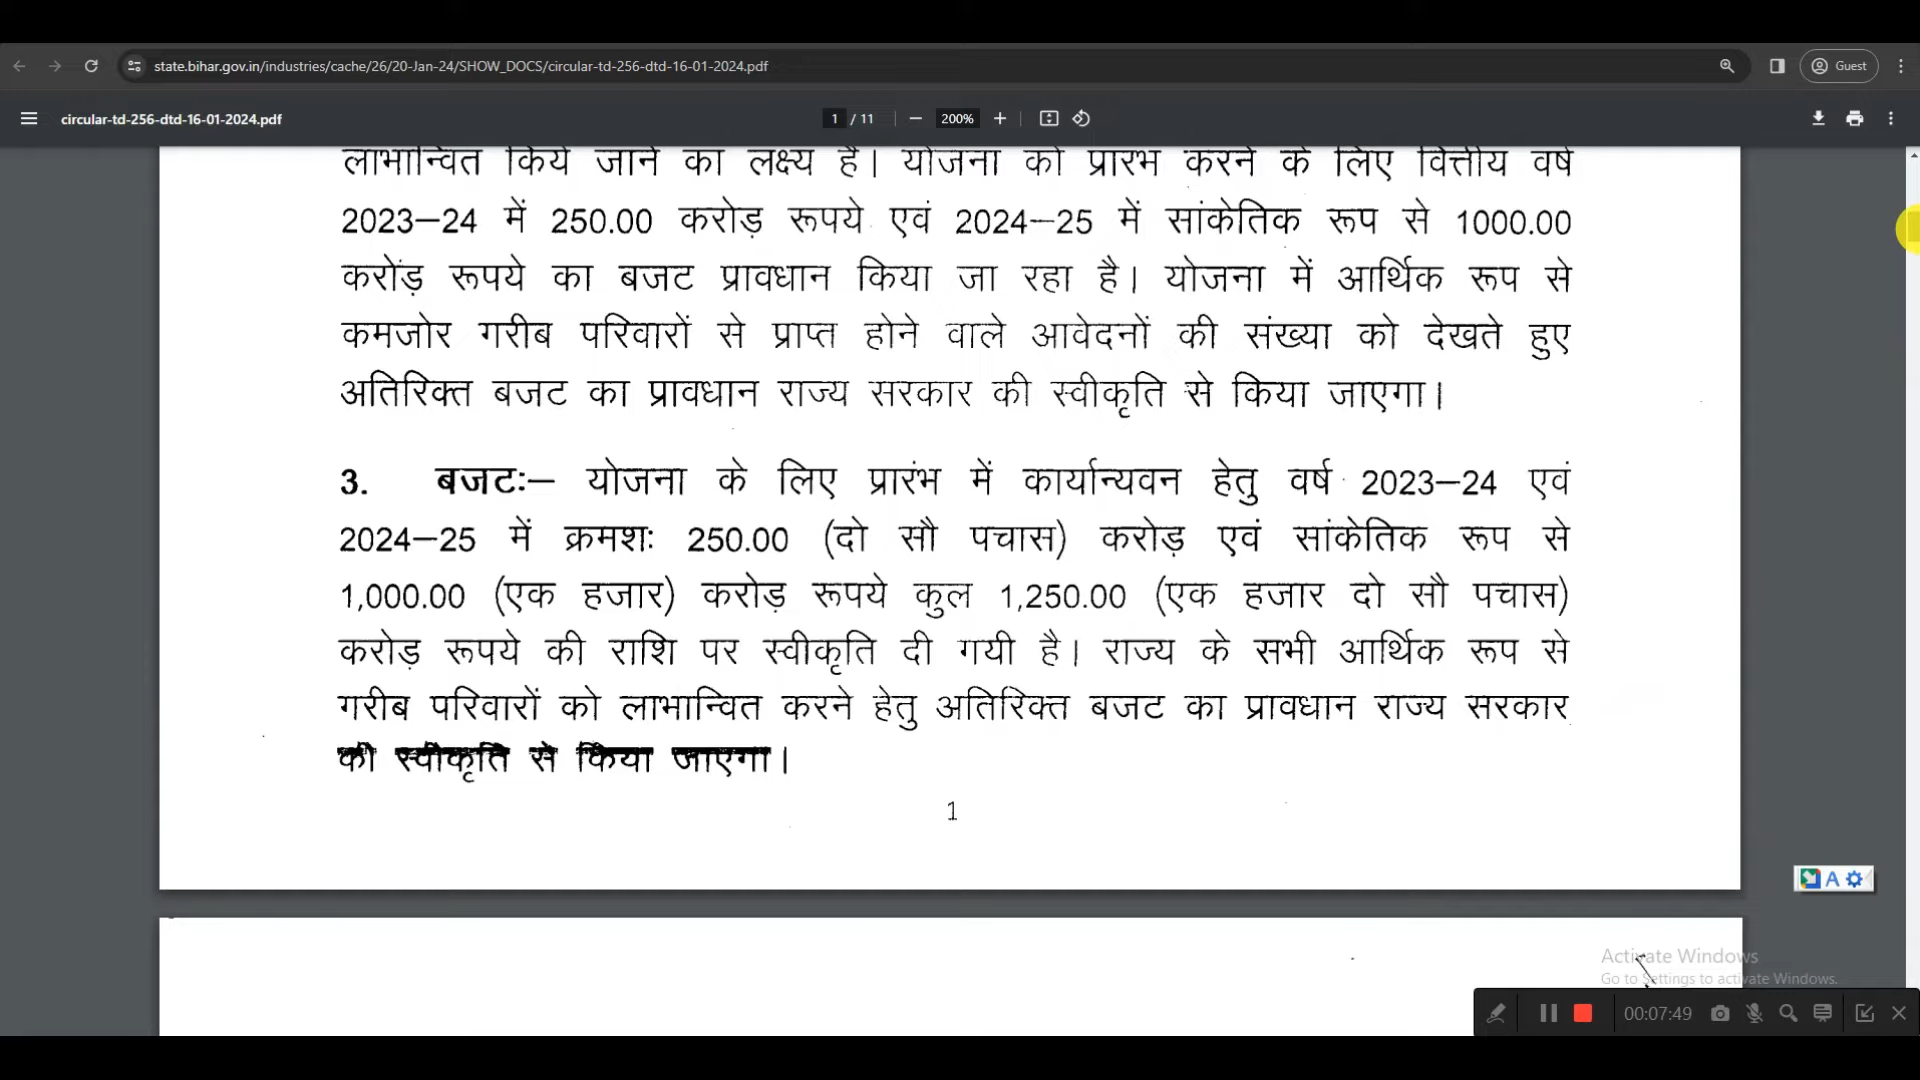 state.bihar.gov.in/industries/cache/26/20-Jan-24/SHOW_DOCS/circular-td-256-dtd-16-01-2024.pdf
Guest
circular-td-256-dtd-16-01-2024.pdf
1 / 11
200%
लाभान्वित किये जाने का लक्ष्य है। योजना को प्रारंभ करने के लिए वित्तीय वर्ष
2023–24 में 250.00 करोड़ रूपये एवं 2024–25 में सांकेतिक रूप से 1000.00
करोंड़ रूपये का बजट प्रावधान किया जा रहा है। योजना में आर्थिक रूप से
कमजोर गरीब परिवारों से प्राप्त होने वाले आवेदनों की संख्या को देखते हुए
अतिरिक्त बजट का प्रावधान राज्य सरकार की स्वीकृति से किया जाएगा।
3. बजटः– योजना के लिए प्रारंभ में कार्यान्यवन हेतु वर्ष 2023–24 एवं
2024–25 में क्रमशः 250.00 (दो सौ पचास) करोड़ एवं सांकेतिक रूप से
1,000.00 (एक हजार) करोड़ रूपये कुल 1,250.00 (एक हजार दो सौ पचास)
करोड़ रूपये की राशि पर स्वीकृति दी गयी है। राज्य के सभी आर्थिक रूप से
गरीब परिवारों को लाभान्वित करने हेतु अतिरिक्त बजट का प्रावधान राज्य सरकार
की स्वीकृति से किया जाएगा।
1
A
Activate Windows
Go to Settings to activate Windows.
00:07:49